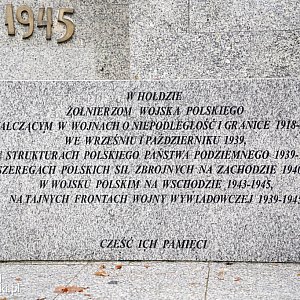 1945
W HOŁDZIE
ŻOŁNIERZOM WOJSKA POLSKIEGO
ALCZĄCYM W WOJNACH O NIEPODLEGŁOŚĆ I GRANICE 1918-
WE WRZEŚNIU I PAŹDZIERNIKU 1939,
STRUKTURACH POLSKIEGO PAŃSTWA PODZIEMNEGO 1939-
SZEREGACH POLSKICH SIŁ ZBROJNYCH NA ZACHODZIE 1940-
W WOJSKU POLSKIM NA WSCHODZIE 1943-1945,
NA TAJNYCH FRONTACH WOJNY WYWIADOWCZEJ 1939-1945
CZEŚĆ ICH PAMIĘCI